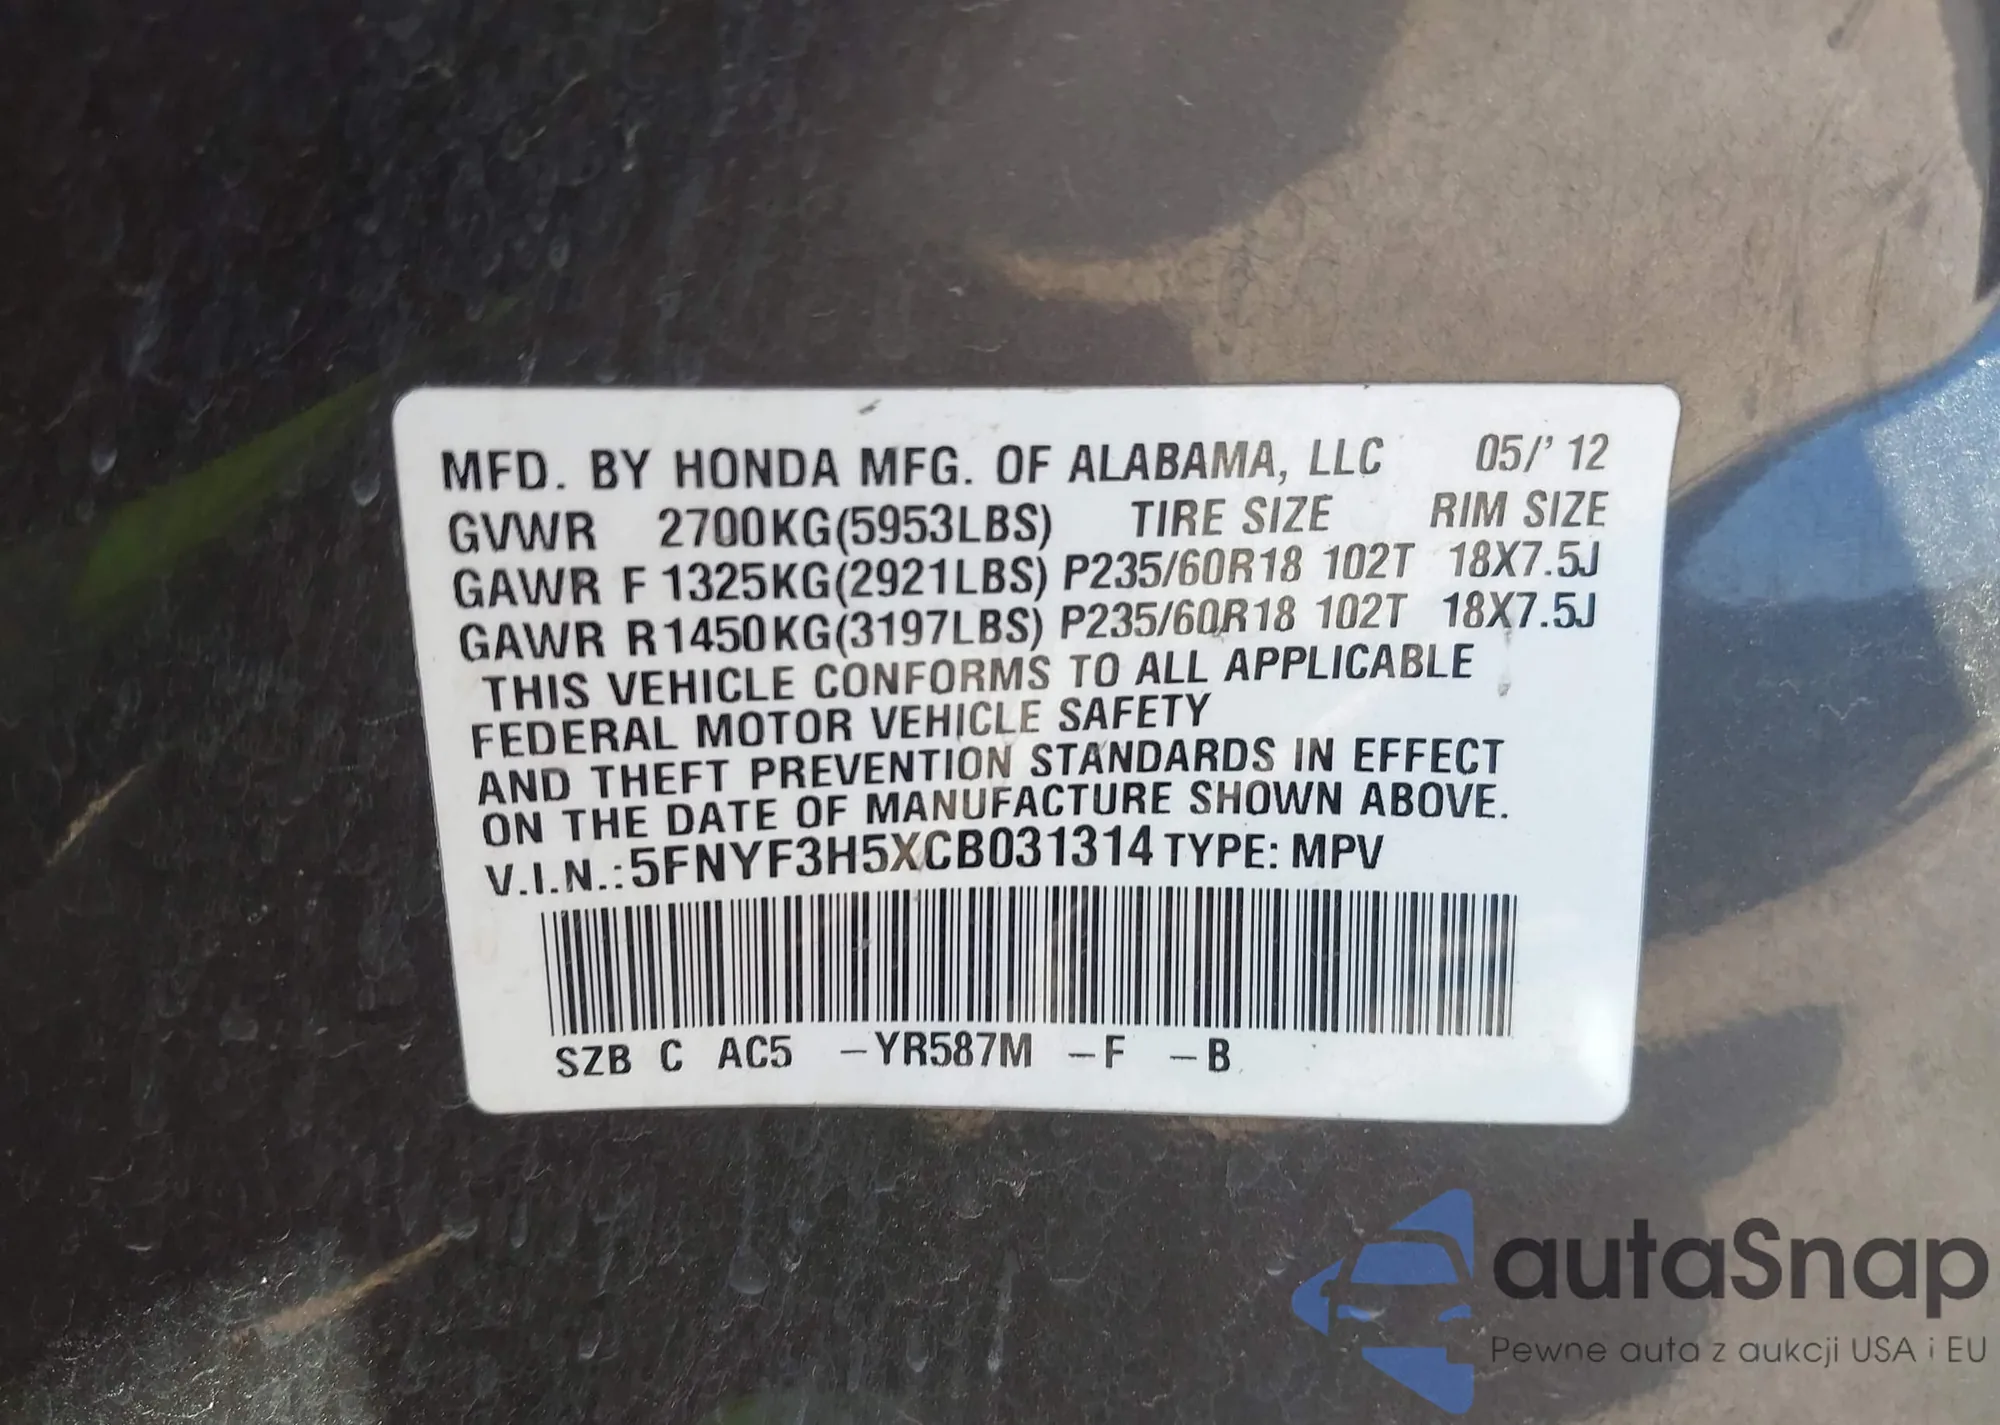 MFD. BY HONDA MFG. OF ALABAMA, LLC 05/' 12
GVWR 2700KG(5953LBS) TIRE SIZE RIM SIZE
GAWR F 1325KG(2921LBS) P235/60R18 102T 18X7.5J
GAWR R 1450KG(3197LBS) P235/60R18 102T 18X7.5J
THIS VEHICLE CONFORMS TO ALL APPLICABLE
FEDERAL MOTOR VEHICLE SAFETY
AND THEFT PREVENTION STANDARDS IN EFFECT
ON THE DATE OF MANUFACTURE SHOWN ABOVE.
V.I.N.:5FNYF3H5XCB031314 TYPE: MPV
SZB C AC5 –YR587M –F –B
autaSnap
Pewne auta z aukcji USA i EU